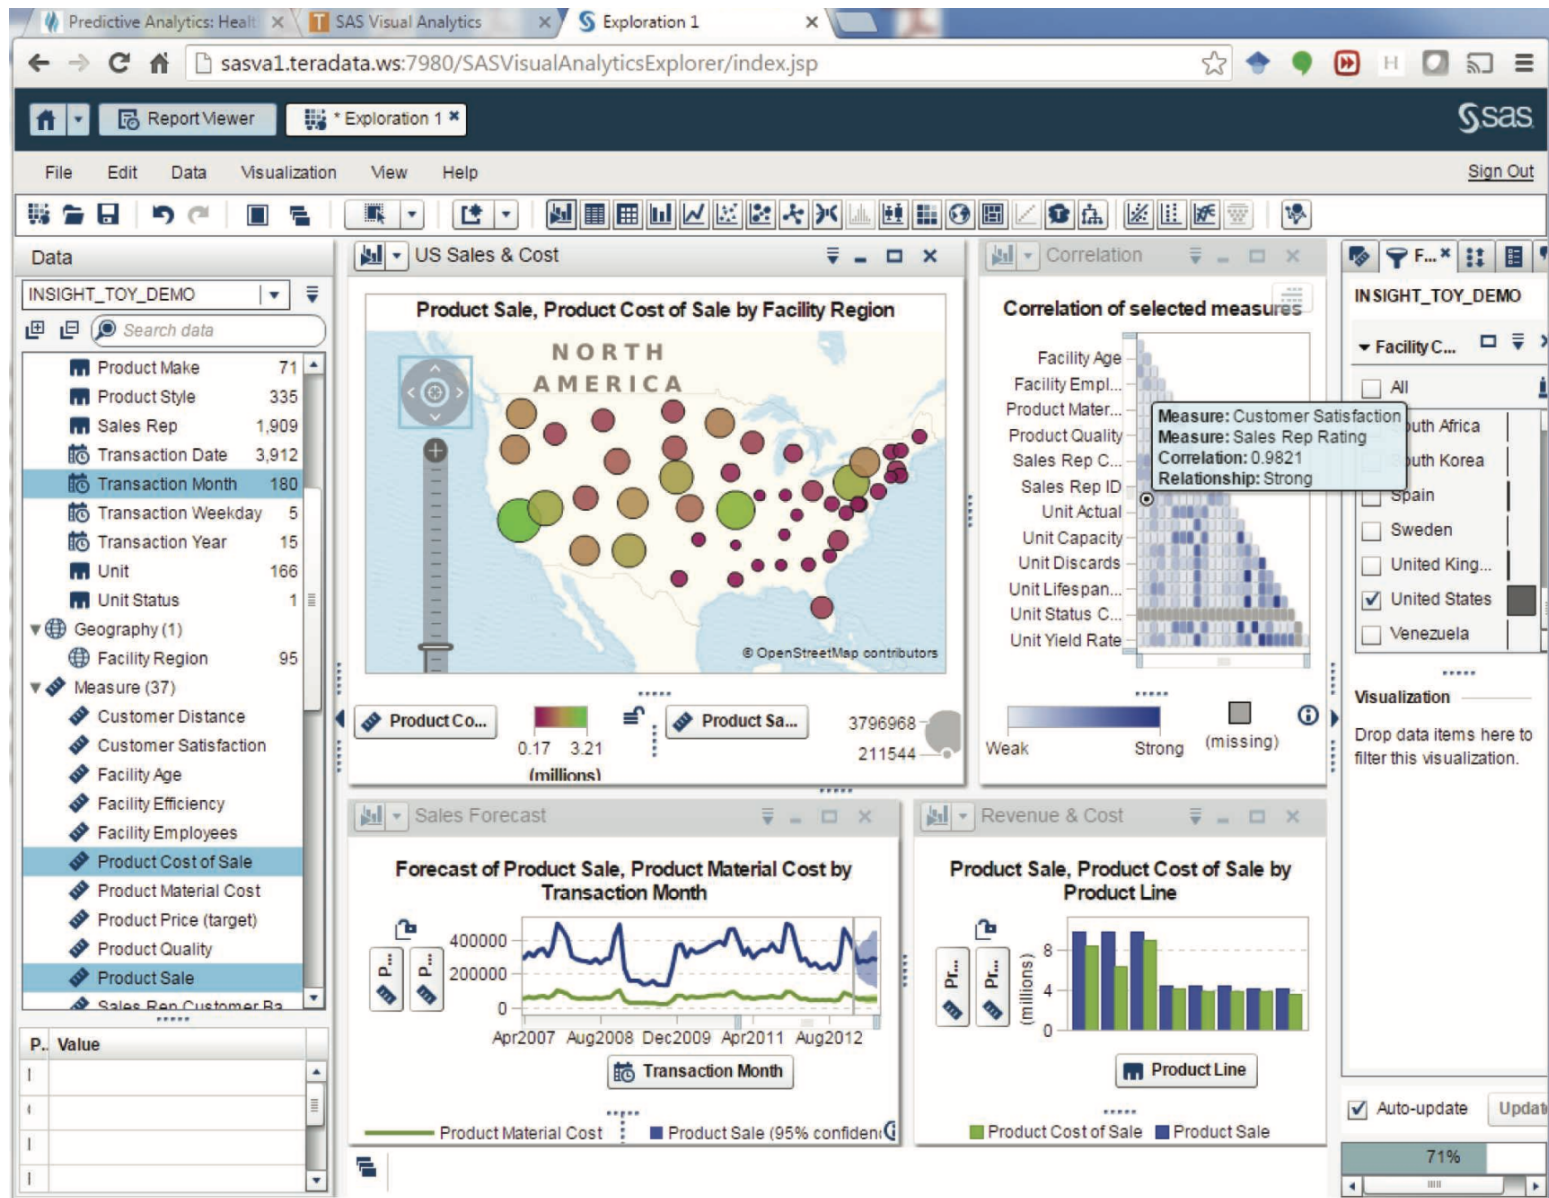 Predictive Analytics: Healt
SAS Visual Analytics
Exploration 1
sasva1.teradata.ws:7980/SASVisualAnalyticsExplorer/index.jsp
Report Viewer
* Exploration 1
sas
File Edit Data Visualization View Help
Sign Out
Data
INSIGHT_TOY_DEMO
Search data
Product Make 71
Product Style 335
Sales Rep 1,909
Transaction Date 3,912
Transaction Month 180
Transaction Weekday 5
Transaction Year 15
Unit 166
Unit Status 1
Geography (1)
Facility Region 95
Measure (37)
Customer Distance
Customer Satisfaction
Facility Age
Facility Efficiency
Facility Employees
Product Cost of Sale
Product Material Cost
Product Price (target)
Product Quality
Product Sale
Sales Rep Customer Ba
P.. Value
US Sales & Cost
Product Sale, Product Cost of Sale by Facility Region
NORTH
AMERICA
© OpenStreetMap contributors
Product Co...
0.17 3.21
(millions)
Product Sa...
3796968
211544
Correlation
Correlation of selected measures
Facility Age
Facility Empl...
Product Mater...
Product Quality
Sales Rep C...
Sales Rep ID
Unit Actual
Unit Capacity
Unit Discards
Unit Lifespan...
Unit Status C...
Unit Yield Rate
Measure: Customer Satisfaction
Measure: Sales Rep Rating
Correlation: 0.9821
Relationship: Strong
Weak Strong
(missing)
Sales Forecast
Forecast of Product Sale, Product Material Cost by
Transaction Month
P...
P...
400000
200000
0
Apr2007 Aug2008 Dec2009 Apr2011 Aug2012
Transaction Month
Product Material Cost
Product Sale (95% confiden
Revenue & Cost
Product Sale, Product Cost of Sale by
Product Line
Pr...
Pr...
(millions)
8
4
0
Product Line
Product Cost of Sale
Product Sale
F...
INSIGHT_TOY_DEMO
Facility C...
All
outh Africa
outh Korea
Spain
Sweden
United King...
United States
Venezuela
Visualization
Drop data items here to
filter this visualization.
Auto-update
Updat
71%